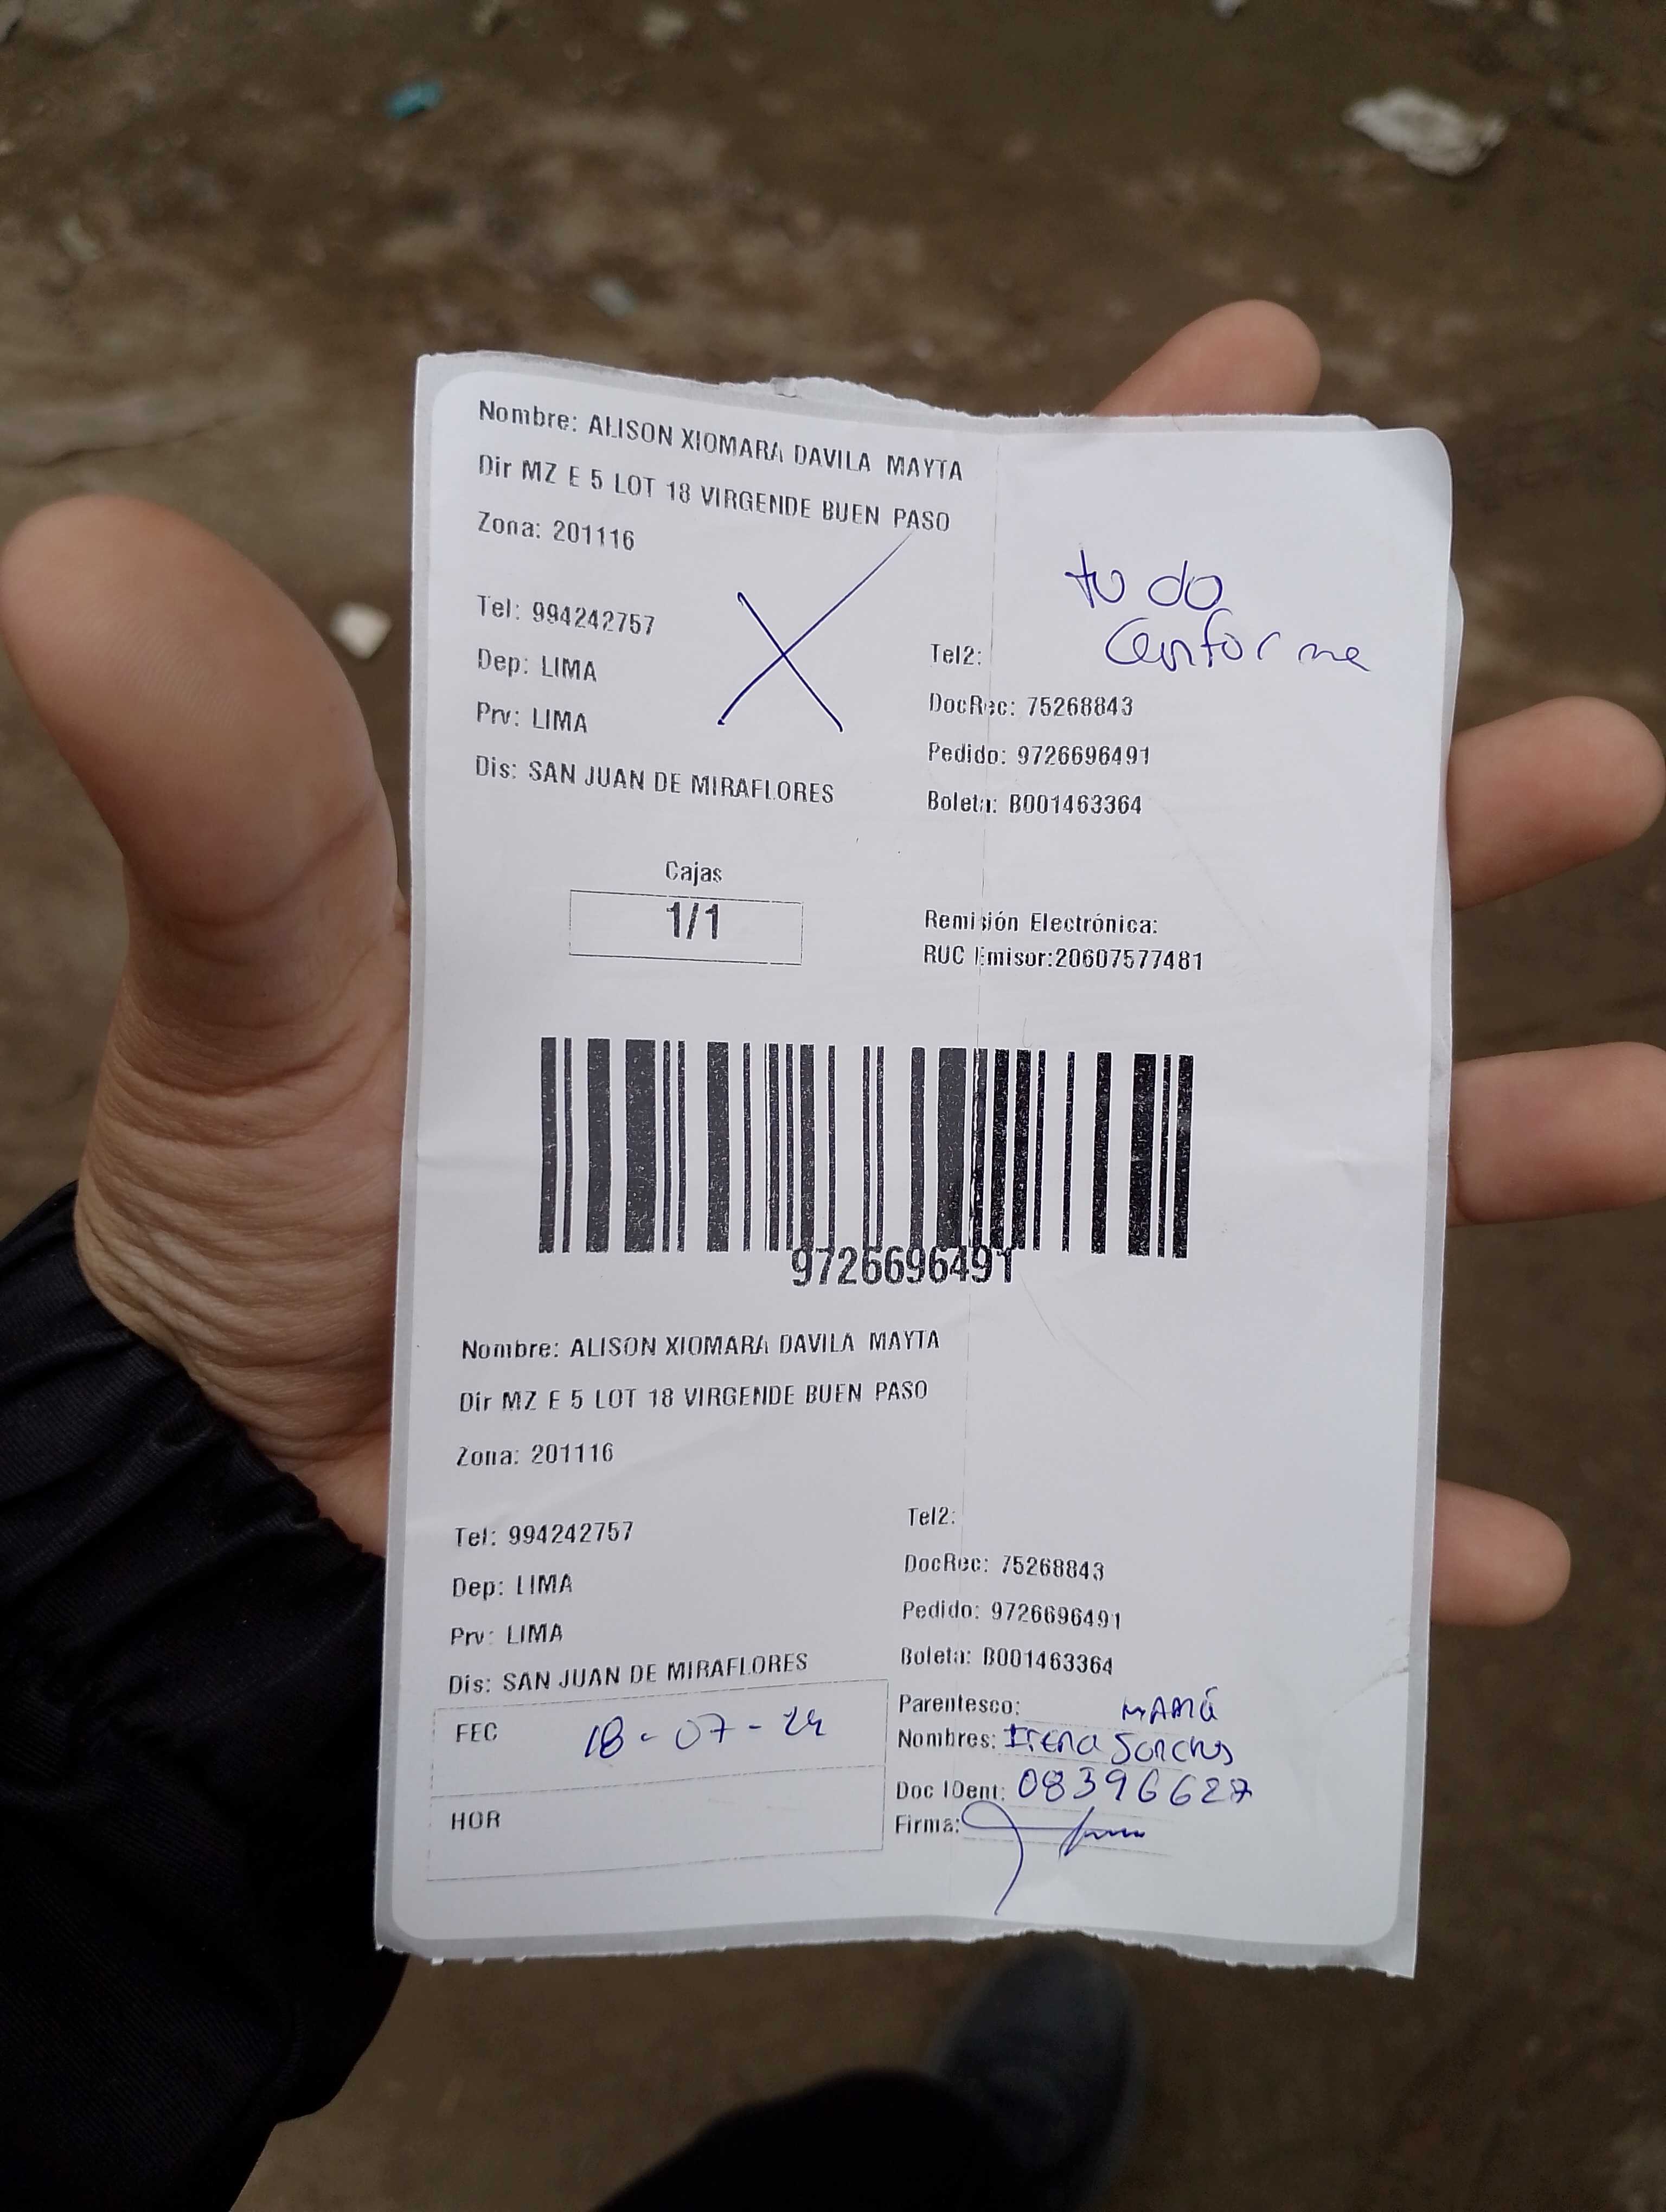 Nombre: ALISON XIOMARA DAVILA MAYTA
Dir MZ E 5 LOT 18 VIRGENDE BUEN PASO
Zona: 201116
todo
conforme
Tel: 994242757
Tel2:
Dep: LIMA
DocRec: 75268843
Prv: LIMA
Pedido: 9726696491
Dis: SAN JUAN DE MIRAFLORES
Boleta: B001463364
Cajas
1/1
Remisión Electrónica:
RUC Emisor:20607577481
9726696491
Nombre: ALISON XIOMARA DAVILA MAYTA
Dir MZ E 5 LOT 18 VIRGENDE BUEN PASO
Zona: 201116
Tel: 994242757
Tel2:
Dep: LIMA
DocRec: 75268843
Prv: LIMA
Pedido: 9726696491
Dis: SAN JUAN DE MIRAFLORES
Boleta: B001463364
FEC 18-07-24
Parentesco: MAMÁ
Nombres: Irena
Doc IDent: 08396627
HOR
Firma: